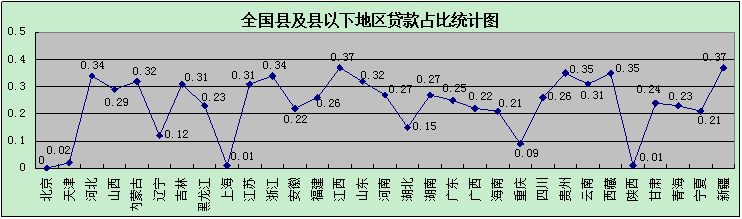 全国县及县以下地区贷款占比统计图
0.5
0.4
0.3
0.2
0.1
0
0 0.02 0.34 0.29 0.32 0.12 0.31 0.23 0.01 0.31 0.34 0.22 0.26 0.37 0.32 0.27 0.15 0.27 0.25 0.22 0.21 0.09 0.26 0.35 0.31 0.35 0.01 0.24 0.23 0.21 0.37
北京 天津 河北 山西 内蒙古 辽宁 吉林 黑龙江 上海 江苏 浙江 安徽 福建 江西 山东 河南 湖北 湖南 广东 广西 海南 重庆 四川 贵州 云南 西藏 陕西 甘肃 青海 宁夏 新疆